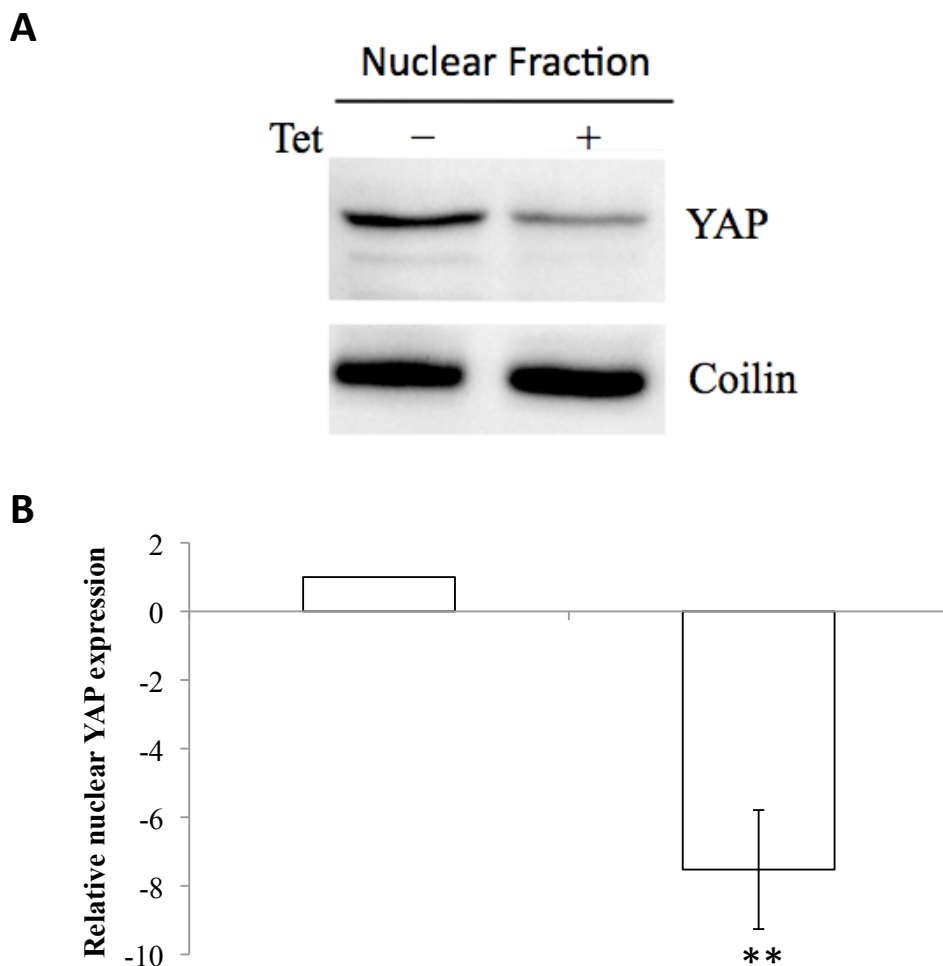 A
Nuclear Fraction
Tet − +
YAP
Coilin
B
Relative nuclear YAP expression
2
0
-2
-4
-6
-8
-10
**